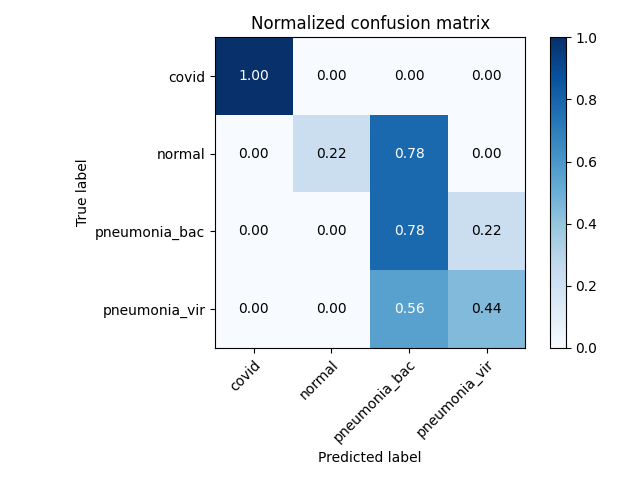 Normalized confusion matrix
True label
covid 1.00 0.00 0.00 0.00
normal 0.00 0.22 0.78 0.00
pneumonia_bac 0.00 0.00 0.78 0.22
pneumonia_vir 0.00 0.00 0.56 0.44
covid normal pneumonia_bac pneumonia_vir
Predicted label
1.0
0.8
0.6
0.4
0.2
0.0